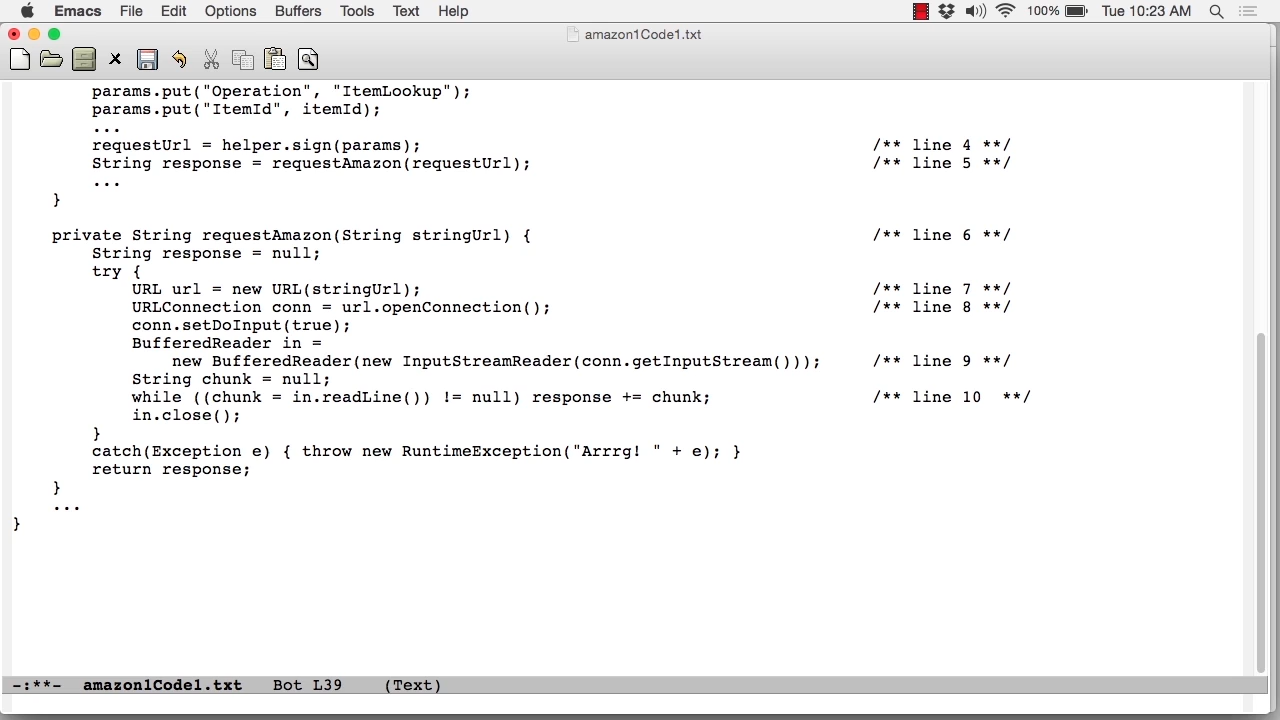 Emacs File Edit Options Buffers Tools Text Help 100% Tue 10:23 AM
amazon1Code1.txt
params.put("Operation", "ItemLookup");
params.put("ItemId", itemId);
...
requestUrl = helper.sign(params); /** line 4 **/
String response = requestAmazon(requestUrl); /** line 5 **/
...
}
private String requestAmazon(String stringUrl) { /** line 6 **/
String response = null;
try {
URL url = new URL(stringUrl); /** line 7 **/
URLConnection conn = url.openConnection(); /** line 8 **/
conn.setDoInput(true);
BufferedReader in =
new BufferedReader(new InputStreamReader(conn.getInputStream())); /** line 9 **/
String chunk = null;
while ((chunk = in.readLine()) != null) response += chunk; /** line 10  **/
in.close();
}
catch(Exception e) { throw new RuntimeException("Arrrg! " + e); }
return response;
}
...
}
-:**-  amazon1Code1.txt   Bot L39    (Text)